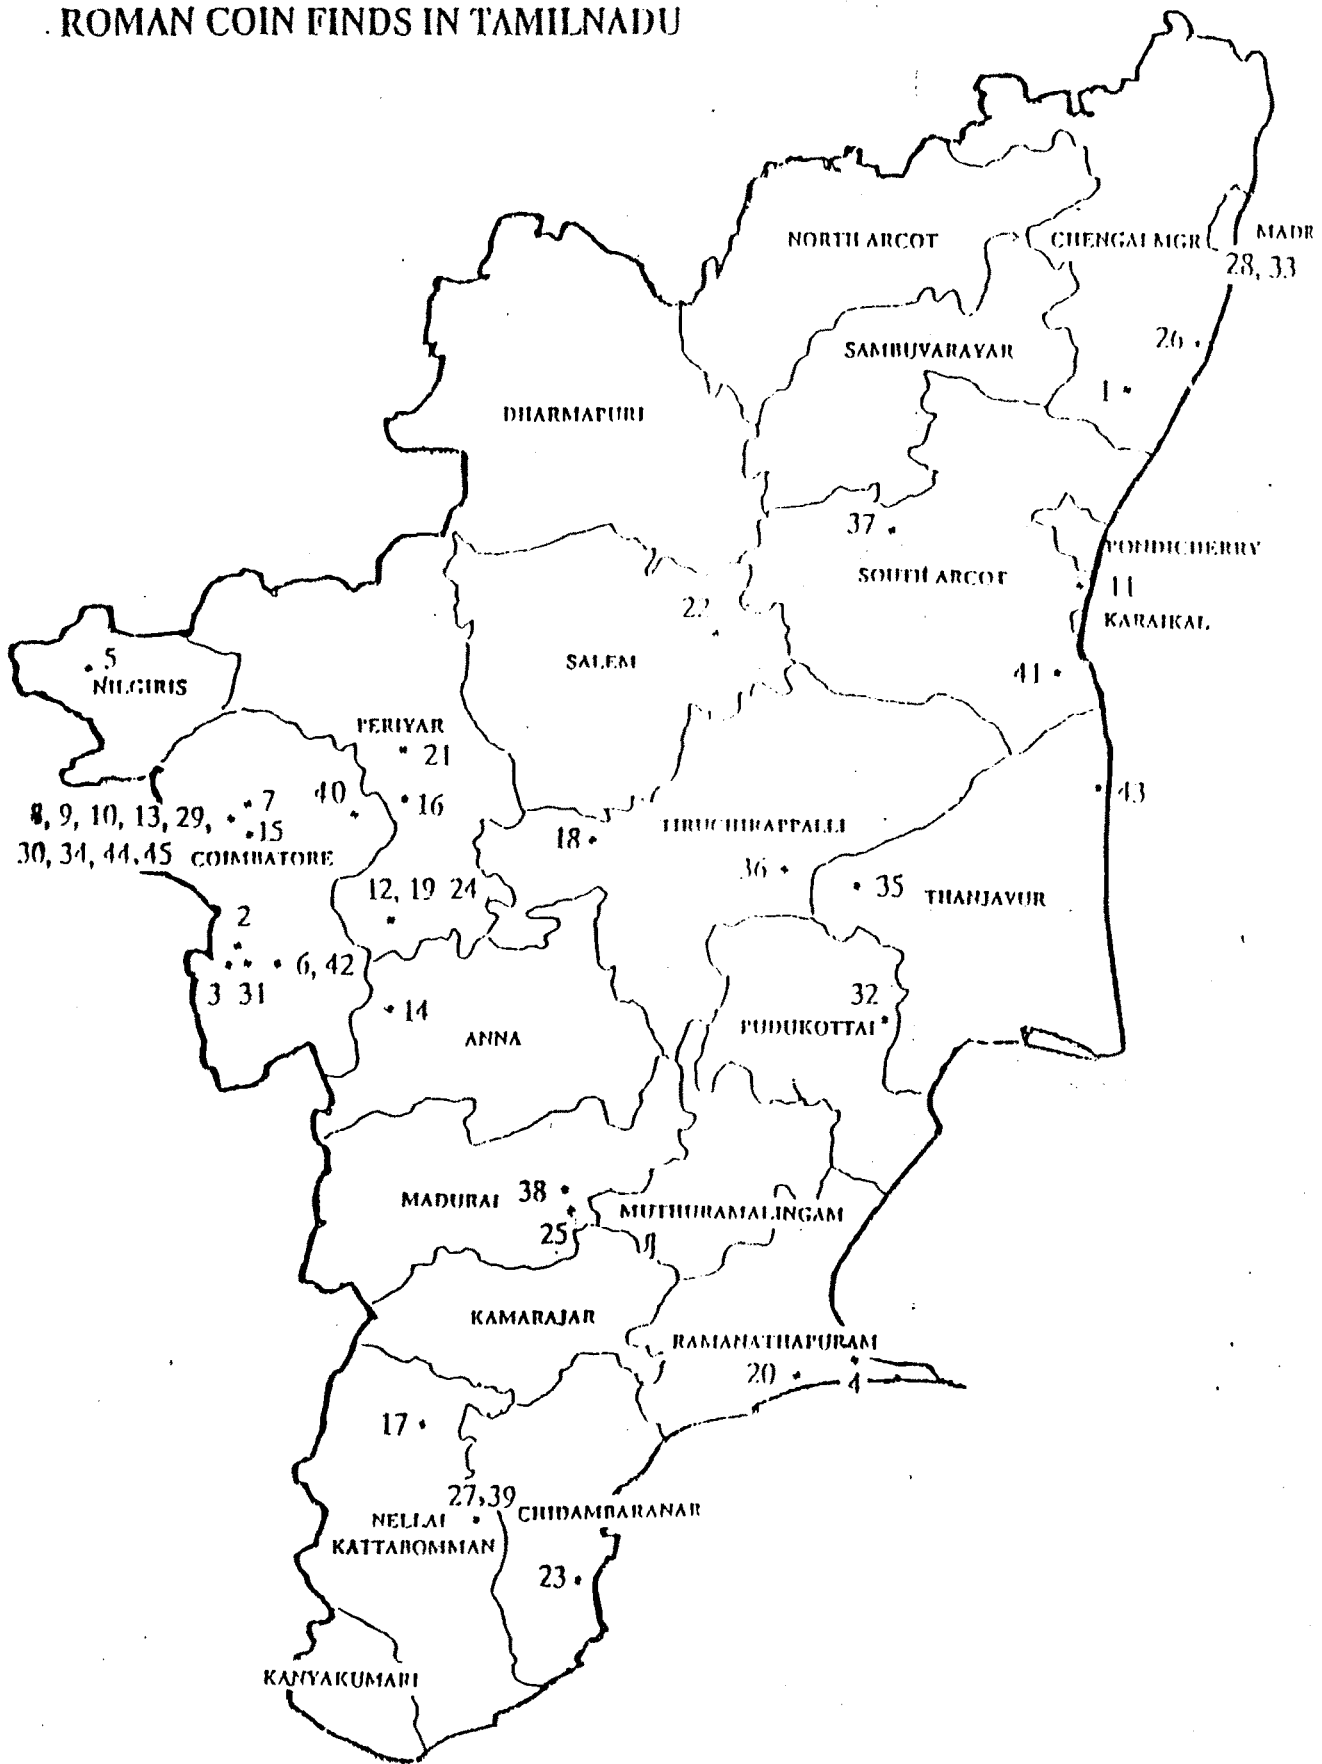 ROMAN COIN FINDS IN TAMILNADU
NORTH ARCOT
CHENGAI MGR
MADR
28, 33
26
SAMBUVARAYAR
1
DHARMAPURI
37
PONDICHERRY
SOUTH ARCOT
11
22
KARAIKAL
5
SALEM
41
NILGIRIS
PERIYAR
21
7
40
16
43
8, 9, 10, 13, 29,
15
18
TIRUCHIRAPPALLI
30, 34, 44, 45
COIMBATORE
36
12, 19 24
35
THANJAVUR
2
6, 42
3 31
14
32
ANNA
PUDUKOTTAI
38
MADURAI
MUTHURAMALINGAM
25
KAMARAJAR
RAMANATHAPURAM
20
4
17
27, 39
CHIDAMBARANAR
NELLAI
KATTABOMMAN
23
KANYAKUMARI